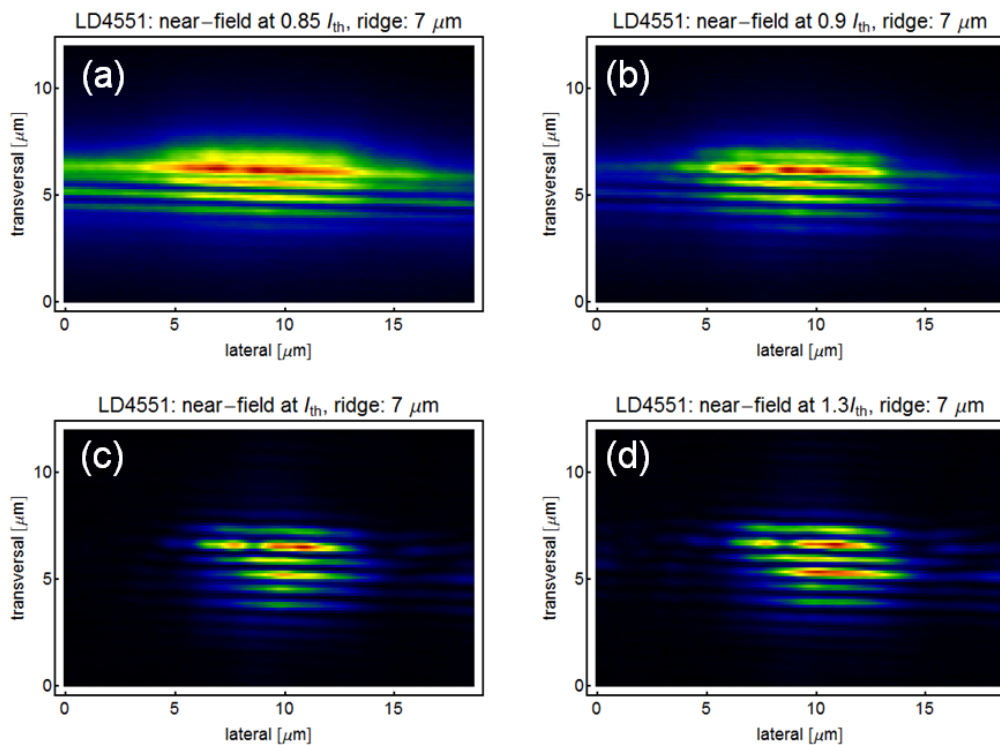 LD4551: near−field at 0.85 Ith, ridge: 7 μm
(a)
10
5
0
transversal [μm]
0 5 10 15
lateral [μm]
LD4551: near−field at 0.9 Ith, ridge: 7 μm
(b)
10
5
0
transversal [μm]
0 5 10 15
lateral [μm]
LD4551: near−field at Ith, ridge: 7 μm
(c)
10
5
0
transversal [μm]
0 5 10 15
lateral [μm]
LD4551: near−field at 1.3Ith, ridge: 7 μm
(d)
10
5
0
transversal [μm]
0 5 10 15
lateral [μm]